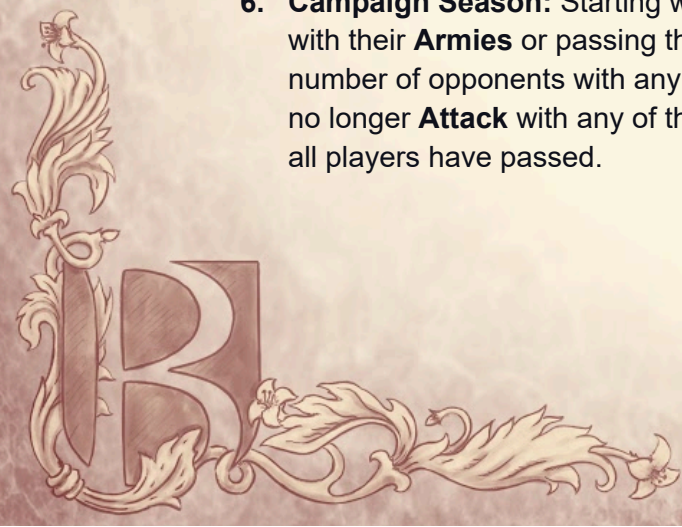 6. Campaign Season: Starting w
with their Armies or passing th
number of opponents with any
no longer Attack with any of th
all players have passed.